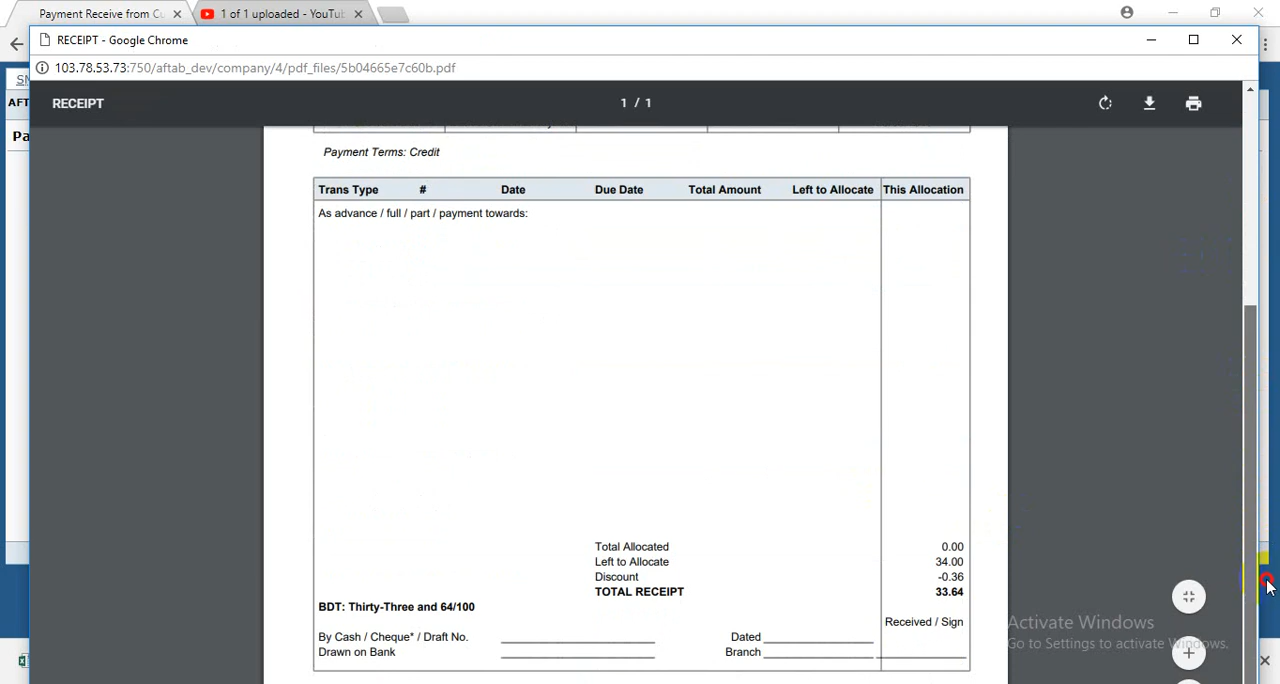 Payment Receive from Cu
1 of 1 uploaded - YouTub
RECEIPT - Google Chrome
103.78.53.73:750/aftab_dev/company/4/pdf_files/5b04665e7c60b.pdf
SM
AFT
Pa
RECEIPT
1 / 1
Payment Terms: Credit
Trans Type # Date Due Date Total Amount Left to Allocate This Allocation
As advance / full / part / payment towards:
Total Allocated 0.00
Left to Allocate 34.00
Discount -0.36
TOTAL RECEIPT 33.64
BDT: Thirty-Three and 64/100
Received / Sign
By Cash / Cheque* / Draft No. Dated
Drawn on Bank Branch
Activate Windows
Go to Settings to activate Windows.